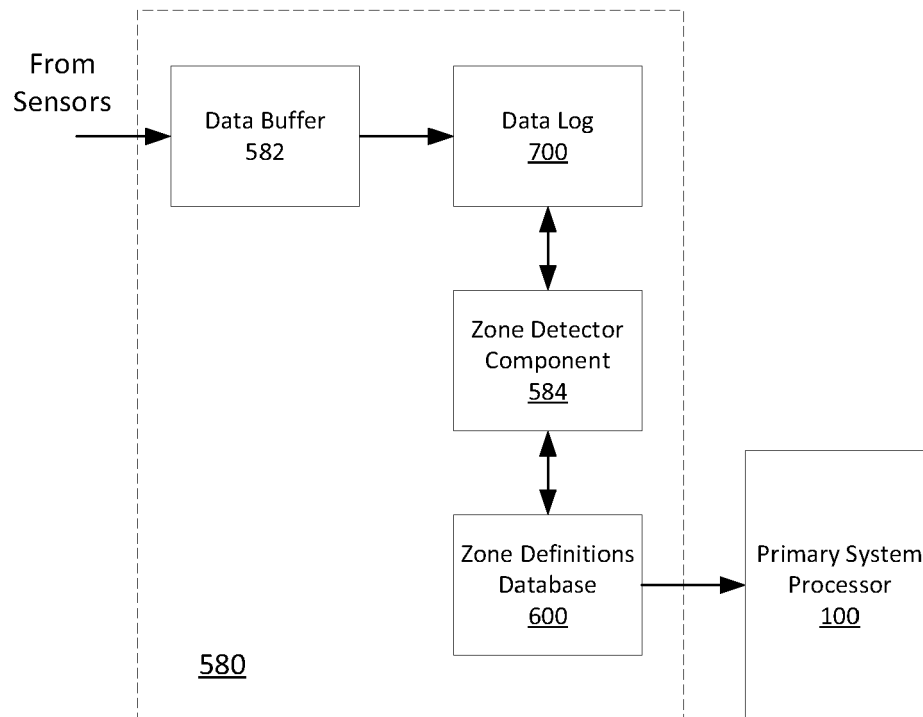 From
Sensors
Data Buffer
582
Data Log
700
Zone Detector
Component
584
Zone Definitions
Database
600
Primary System
Processor
100
580